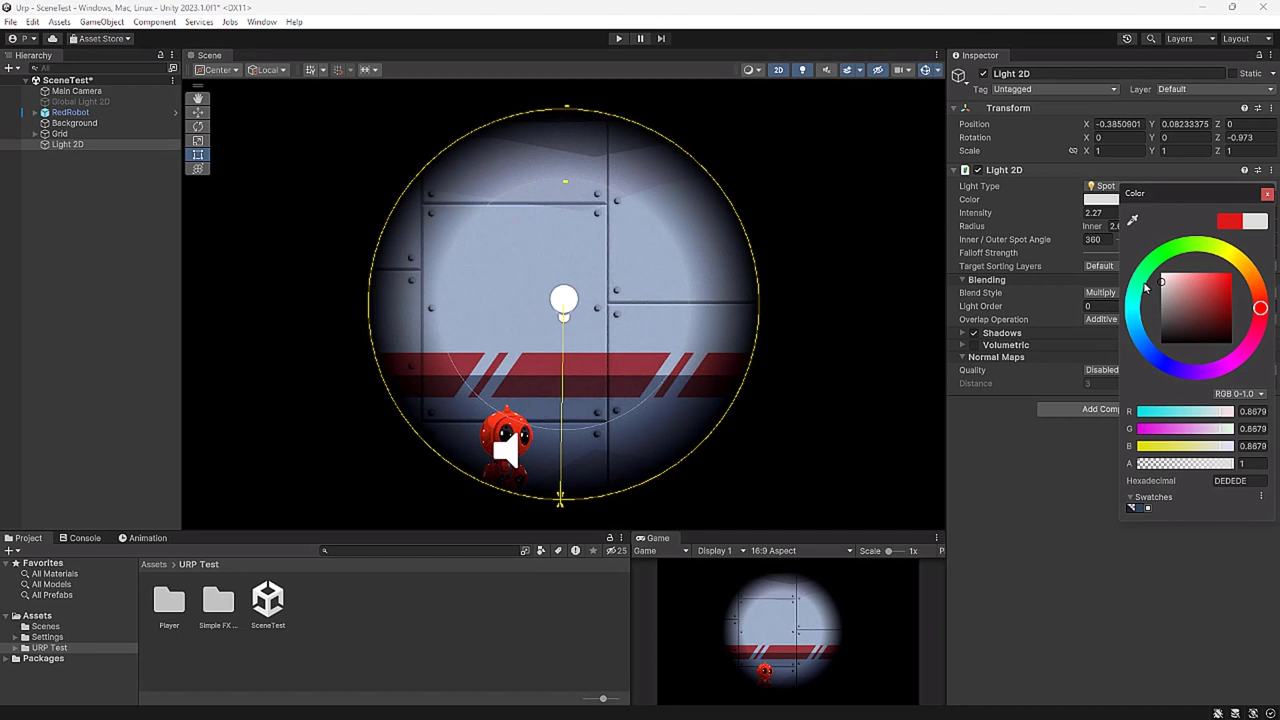 Urp - SceneTest - Windows, Mac, Linux - Unity 2023.1.0f1* <DX11>
File Edit Assets GameObject Component Services Jobs Window Help
P Asset Store Layers Layout
Hierarchy
All
SceneTest*
Main Camera
Global Light 2D
RedRobot
Background
Grid
Light 2D
Scene
Center Local 2D
Inspector
Light 2D Static
Tag Untagged Layer Default
Transform
Position X -0.3850901 Y 0.08233375 Z 0
Rotation X 0 Y 0 Z -0.973
Scale X 1 Y 1 Z 1
Light 2D
Light Type Spot
Color
Intensity 2.27
Radius Inner
Inner / Outer Spot Angle 360
Falloff Strength
Target Sorting Layers Default
Blending
Blend Style Multiply
Light Order 0
Overlap Operation Additive
Shadows
Volumetric
Normal Maps
Quality Disabled
Distance 3
Add Comp
Color
RGB 0-1.0
R 0.8679
G 0.8679
B 0.8679
A 1
Hexadecimal DEDEDE
Swatches
Project Console Animation
25
Favorites
All Materials
All Models
All Prefabs
Assets
Scenes
Settings
URP Test
Packages
Assets > URP Test
Player Simple FX ... SceneTest
Game
Game Display 1 16:9 Aspect Scale 1x P